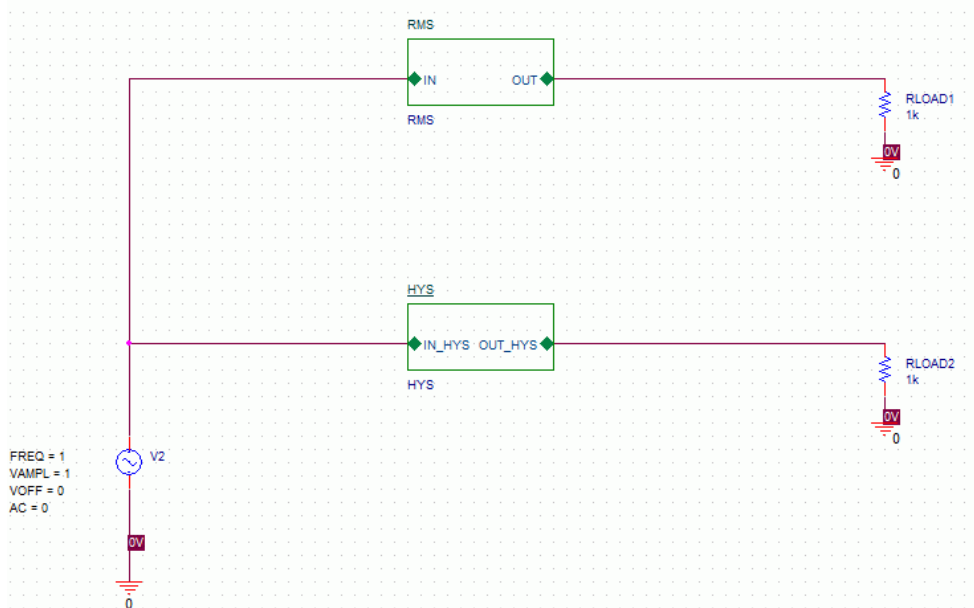 RMS
IN OUT
RMS
RLOAD1
1k
0V
0
HYS
IN_HYS OUT_HYS
HYS
RLOAD2
1k
0V
0
FREQ = 1
VAMPL = 1
VOFF = 0
AC = 0
V2
0V
0